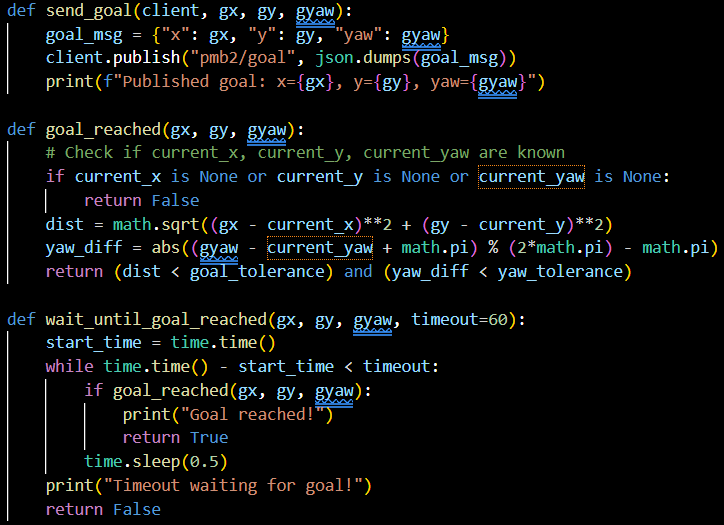 def send_goal(client, gx, gy, gyaw):
    goal_msg = {"x": gx, "y": gy, "yaw": gyaw}
    client.publish("pmb2/goal", json.dumps(goal_msg))
    print(f"Published goal: x={gx}, y={gy}, yaw={gyaw}")

def goal_reached(gx, gy, gyaw):
    # Check if current_x, current_y, current_yaw are known
    if current_x is None or current_y is None or current_yaw is None:
        return False
    dist = math.sqrt((gx - current_x)**2 + (gy - current_y)**2)
    yaw_diff = abs((gyaw - current_yaw + math.pi) % (2*math.pi) - math.pi)
    return (dist < goal_tolerance) and (yaw_diff < yaw_tolerance)

def wait_until_goal_reached(gx, gy, gyaw, timeout=60):
    start_time = time.time()
    while time.time() - start_time < timeout:
        if goal_reached(gx, gy, gyaw):
            print("Goal reached!")
            return True
        time.sleep(0.5)
    print("Timeout waiting for goal!")
    return False